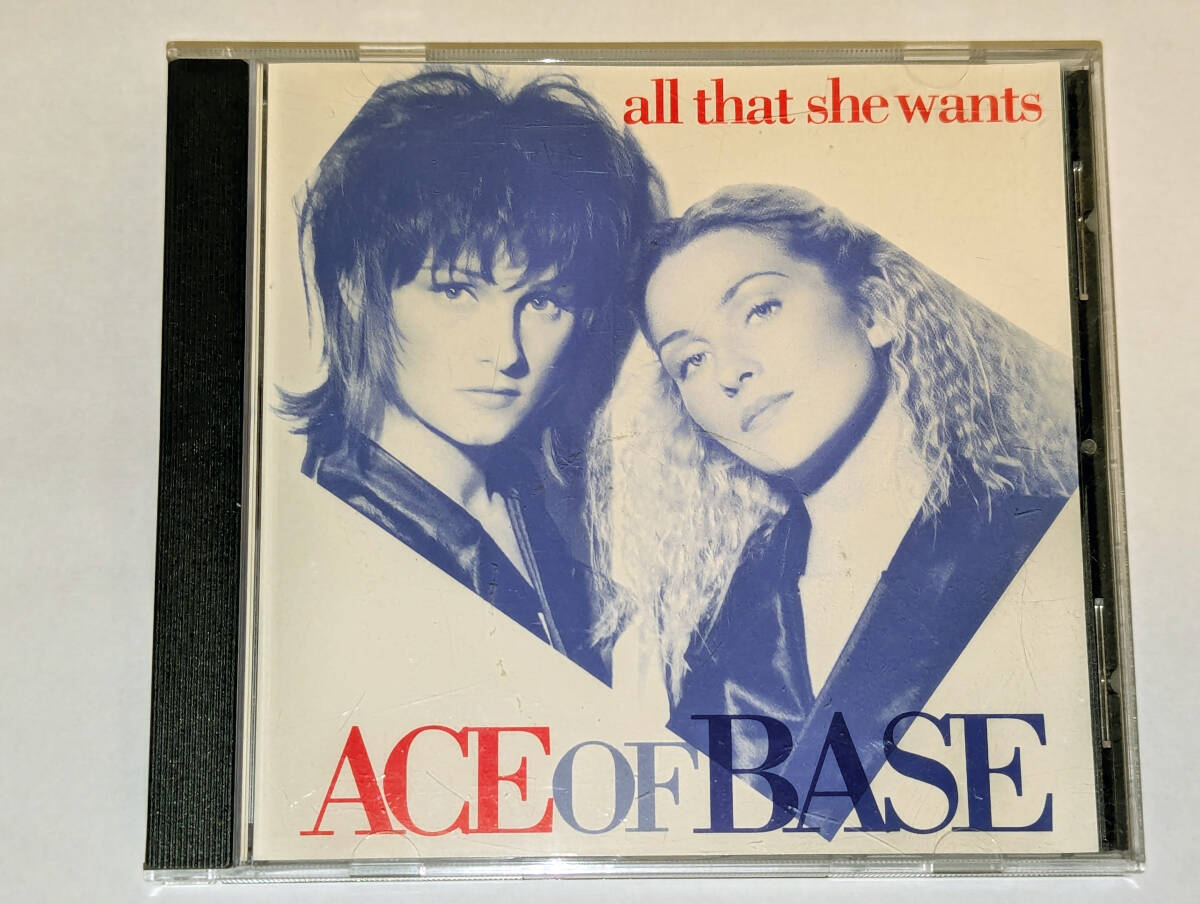 all that she wants
ACE OF BASE